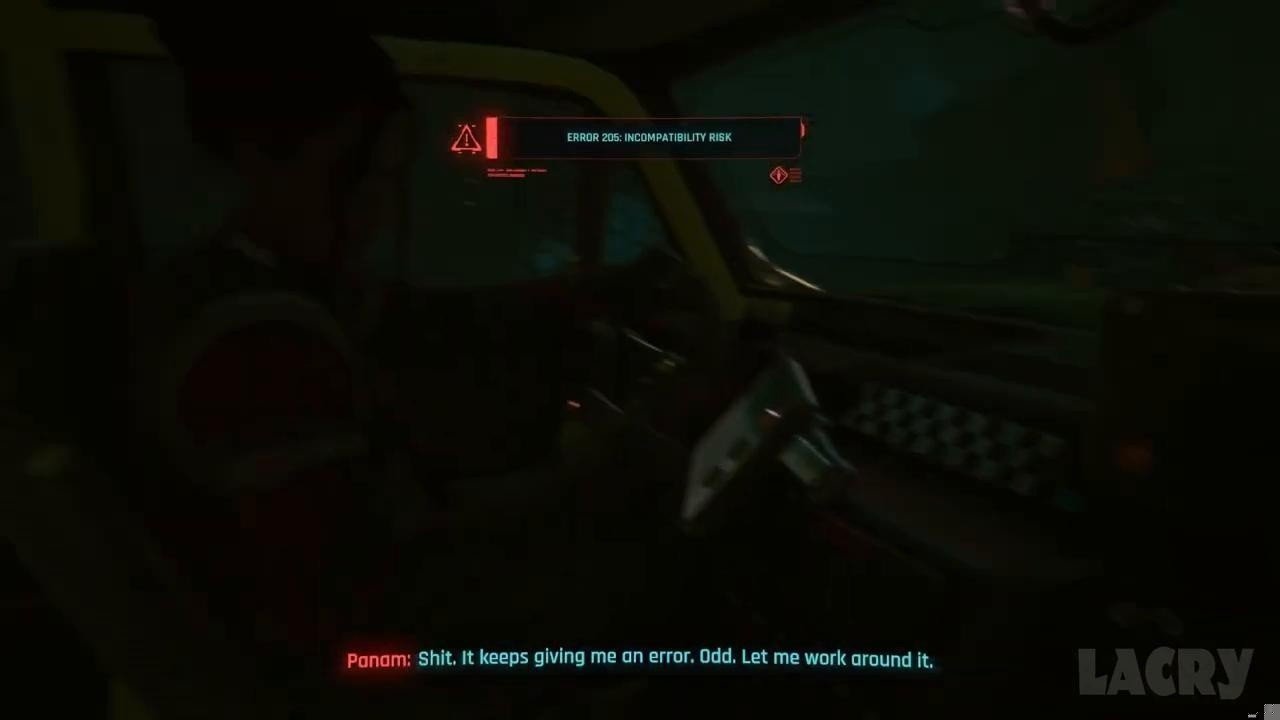 ERROR 205: INCOMPATIBILITY RISK
Panam: Shit. It keeps giving me an error. Odd. Let me work around it.
LACRY